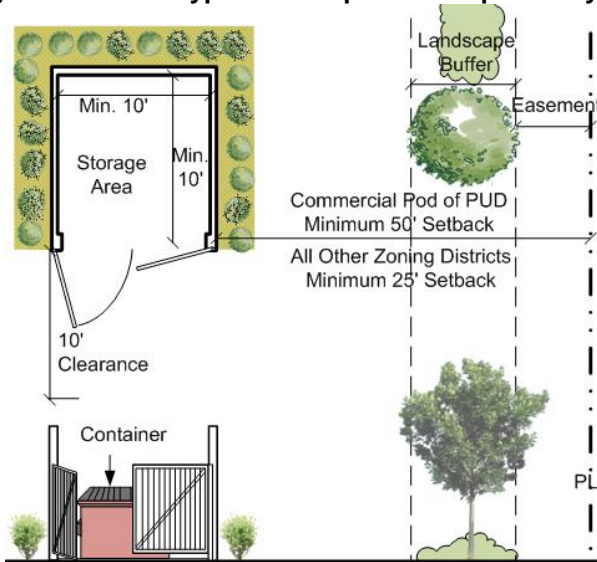 Landscape
Buffer
Min. 10'
Easement
Storage
Area
Min.
10'
Commercial Pod of PUD
Minimum 50' Setback
All Other Zoning Districts
Minimum 25' Setback
10'
Clearance
Container
PL